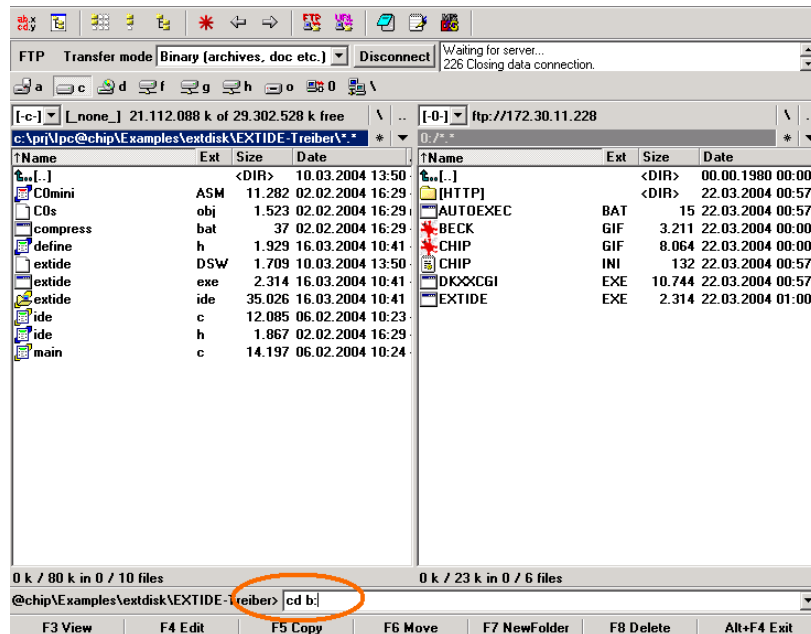 FTP Transfer mode Binary (archives, doc etc.) Disconnect Waiting for server...
226 Closing data connection.
a c d f g h o 0 \
[-c-] [_none_] 21.112.088 k of 29.302.528 k free \ .. [-0-] ftp://172.30.11.228 \ .
c:\prj\Ipc@chip\Examples\extdisk\EXTIDE-Treiber\*.* * 0:/*.* *
↑Name Ext Size Date ↑Name Ext Size Date
[..] <DIR> 10.03.2004 13:50 [..] <DIR> 00.00.1980 00:00
C0mini ASM 11.282 02.02.2004 16:29 [HTTP] <DIR> 22.03.2004 00:57
C0s obj 1.523 02.02.2004 16:29 AUTOEXEC BAT 15 22.03.2004 00:57
compress bat 37 02.02.2004 16:29 BECK GIF 3.211 22.03.2004 00:00
define h 1.929 16.03.2004 10:41 CHIP GIF 8.064 22.03.2004 00:00
extide DSW 1.709 10.03.2004 13:50 CHIP INI 132 22.03.2004 00:57
extide exe 2.314 16.03.2004 10:41 DKXXCGI EXE 10.744 22.03.2004 00:57
extide ide 35.026 16.03.2004 10:41 EXTIDE EXE 2.314 22.03.2004 01:00
ide c 12.085 06.02.2004 10:23
ide h 1.867 02.02.2004 16:29
main c 14.197 06.02.2004 10:24
0 k / 80 k in 0 / 10 files 0 k / 23 k in 0 / 6 files
@chip\Examples\extdisk\EXTIDE-Treiber> cd b:
F3 View F4 Edit F5 Copy F6 Move F7 NewFolder F8 Delete Alt+F4 Exit